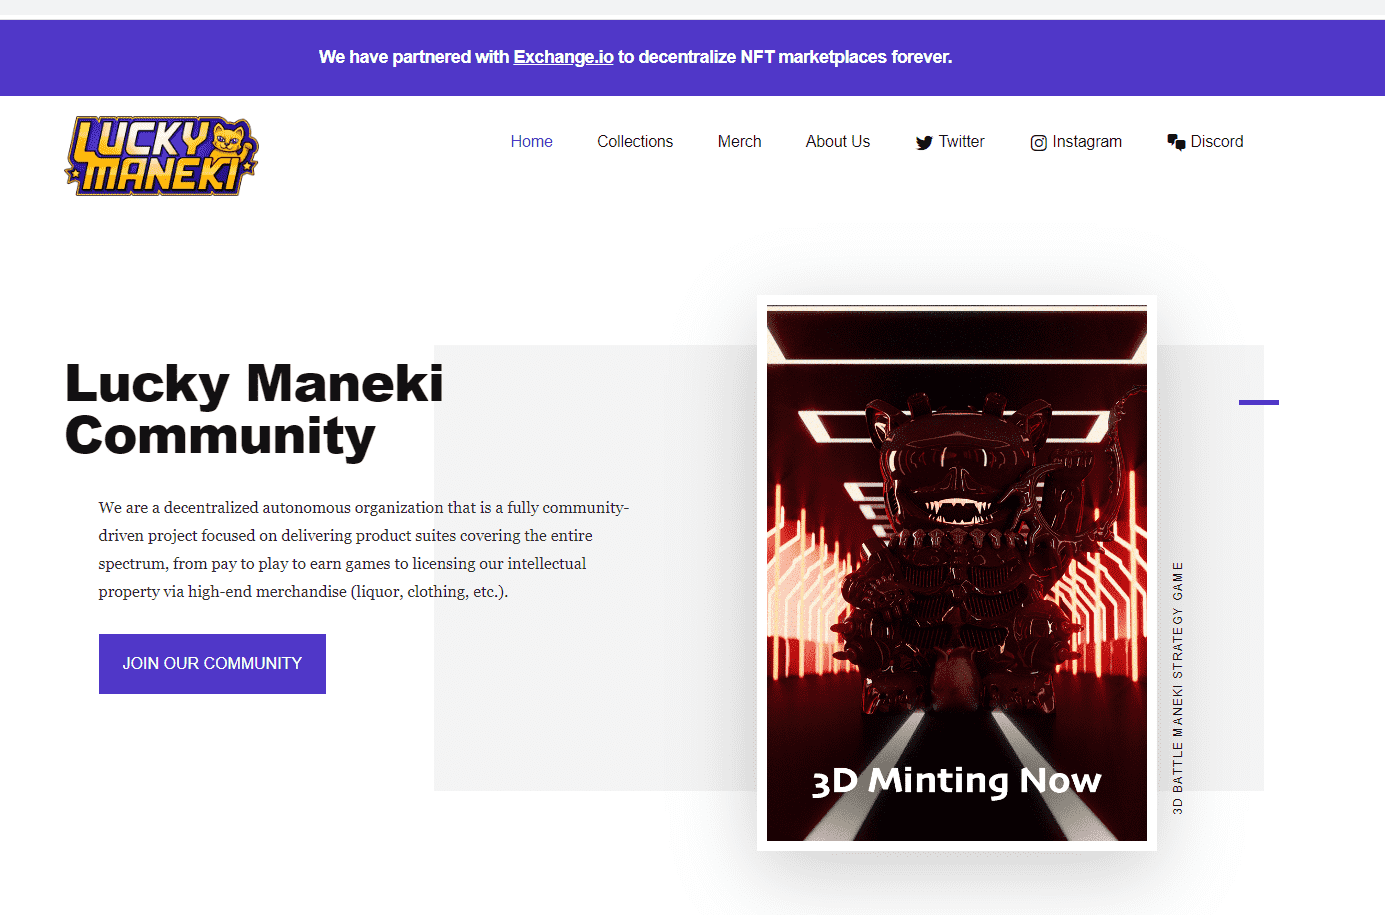 We have partnered with Exchange.io to decentralize NFT marketplaces forever.
LUCKY
MANEKI
Home Collections Merch About Us Twitter Instagram Discord
Lucky Maneki
Community
We are a decentralized autonomous organization that is a fully community-
driven project focused on delivering product suites covering the entire
spectrum, from pay to play to earn games to licensing our intellectual
property via high-end merchandise (liquor, clothing, etc.).
JOIN OUR COMMUNITY
3D Minting Now
3D BATTLE MANEKI STRATEGY GAME